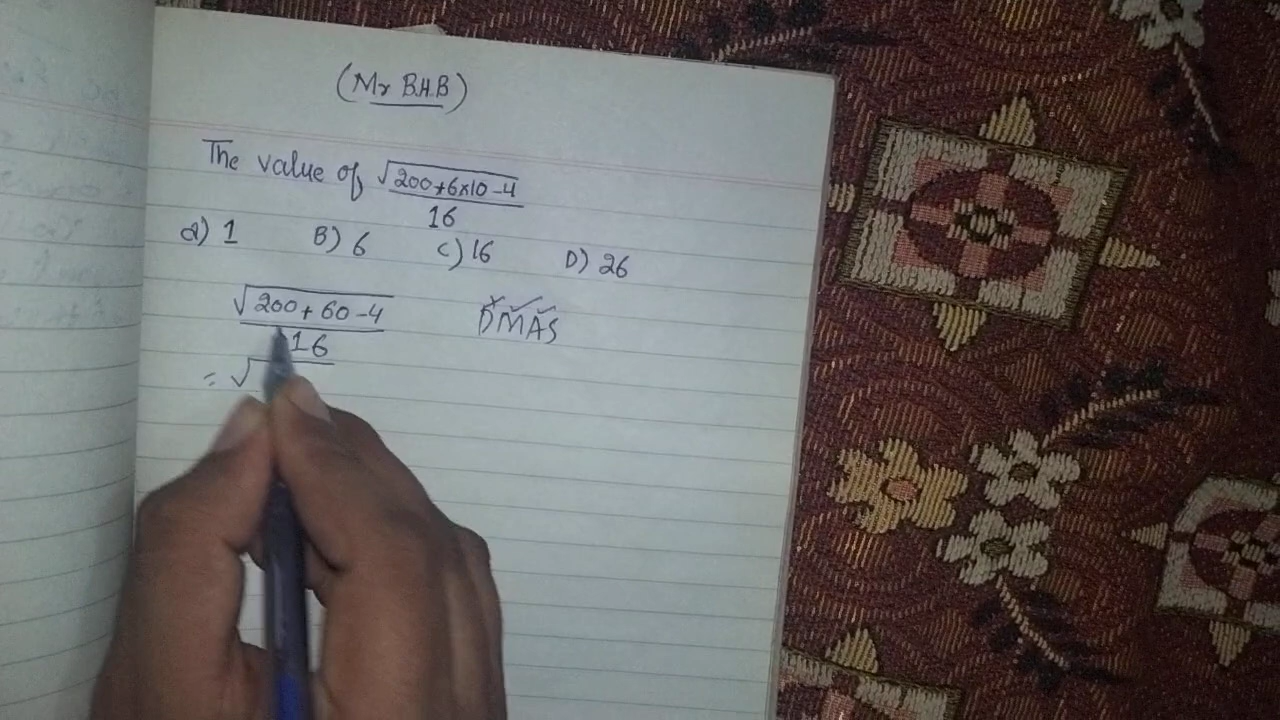 (Mr B.H.B)
The value of √200+6×10-4
16
a) 1 B) 6 C) 16 D) 26
√200+60-4 DMAS
16
= √